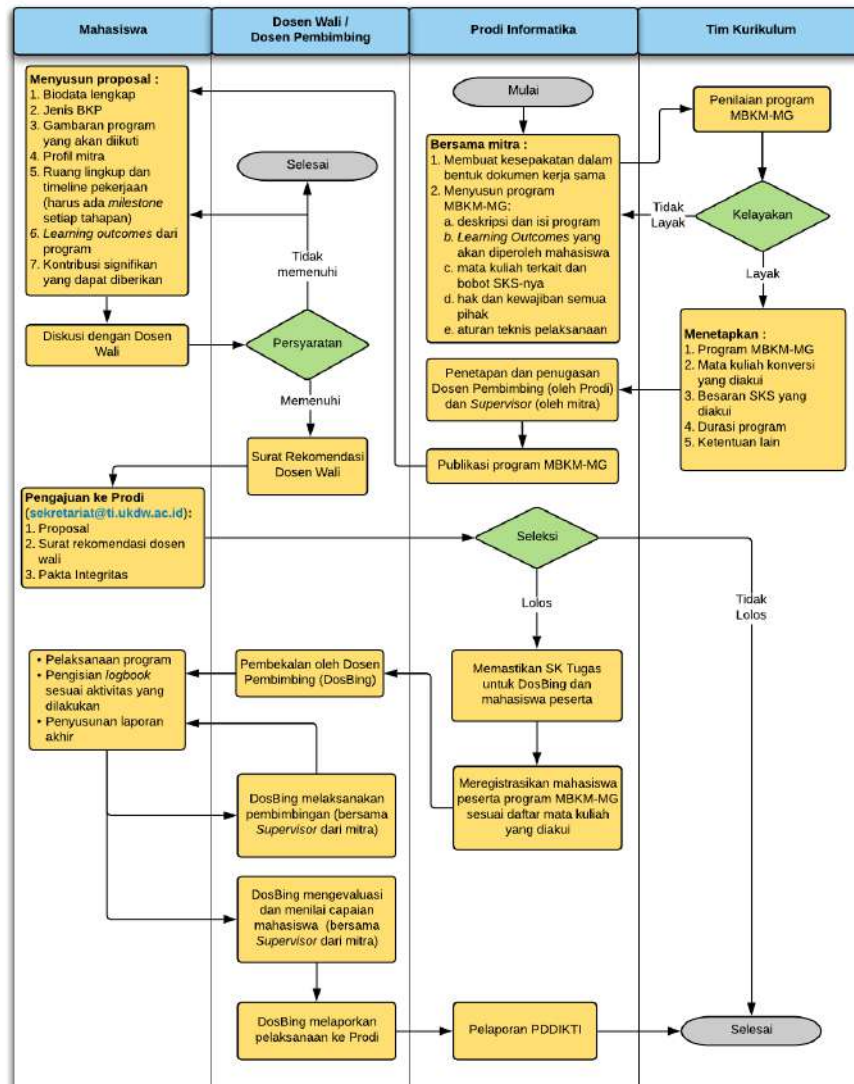 Mahasiswa
Dosen Wali /
Dosen Pembimbing
Prodi Informatika
Tim Kurikulum
Menyusun proposal :
1. Biodata lengkap
2. Jenis BKP
3. Gambaran program
yang akan diikuti
4. Profil mitra
5. Ruang lingkup dan
timeline pekerjaan
(harus ada milestone
setiap tahapan)
6. Learning outcomes dari
program
7. Kontribusi signifikan
yang dapat diberikan
Diskusi dengan Dosen
Wali
Selesai
Tidak
memenuhi
Persyaratan
Memenuhi
Surat Rekomendasi
Dosen Wali
Mulai
Bersama mitra :
1. Membuat kesepakatan dalam
bentuk dokumen kerja sama
2. Menyusun program
MBKM-MG:
a. deskripsi dan isi program
b. Learning Outcomes yang
akan diperoleh mahasiswa
c. mata kuliah terkait dan
bobot SKS-nya
d. hak dan kewajiban semua
pihak
e. aturan teknis pelaksanaan
Penilaian program
MBKM-MG
Tidak
Layak
Kelayakan
Layak
Menetapkan :
1. Program MBKM-MG
2. Mata kuliah konversi
yang diakui
3. Besaran SKS yang
diakui
4. Durasi program
5. Ketentuan lain
Penetapan dan penugasan
Dosen Pembimbing (oleh Prodi)
dan Supervisor (oleh mitra)
Publikasi program MBKM-MG
Pengajuan ke Prodi
(sekretariat@ti.ukdw.ac.id):
1. Proposal
2. Surat rekomendasi dosen
wali
3. Pakta Integritas
Seleksi
Lolos
Tidak
Lolos
• Pelaksanaan program
• Pengisian logbook
sesuai aktivitas yang
dilakukan
• Penyusunan laporan
akhir
Pembekalan oleh Dosen
Pembimbing (DosBing)
Memastikan SK Tugas
untuk DosBing dan
mahasiswa peserta
DosBing melaksanakan
pembimbingan (bersama
Supervisor dari mitra)
Meregistrasikan mahasiswa
peserta program MBKM-MG
sesuai daftar mata kuliah
yang diakui
DosBing mengevaluasi
dan menilai capaian
mahasiswa (bersama
Supervisor dari mitra)
DosBing melaporkan
pelaksanaan ke Prodi
Pelaporan PDDIKTI
Selesai